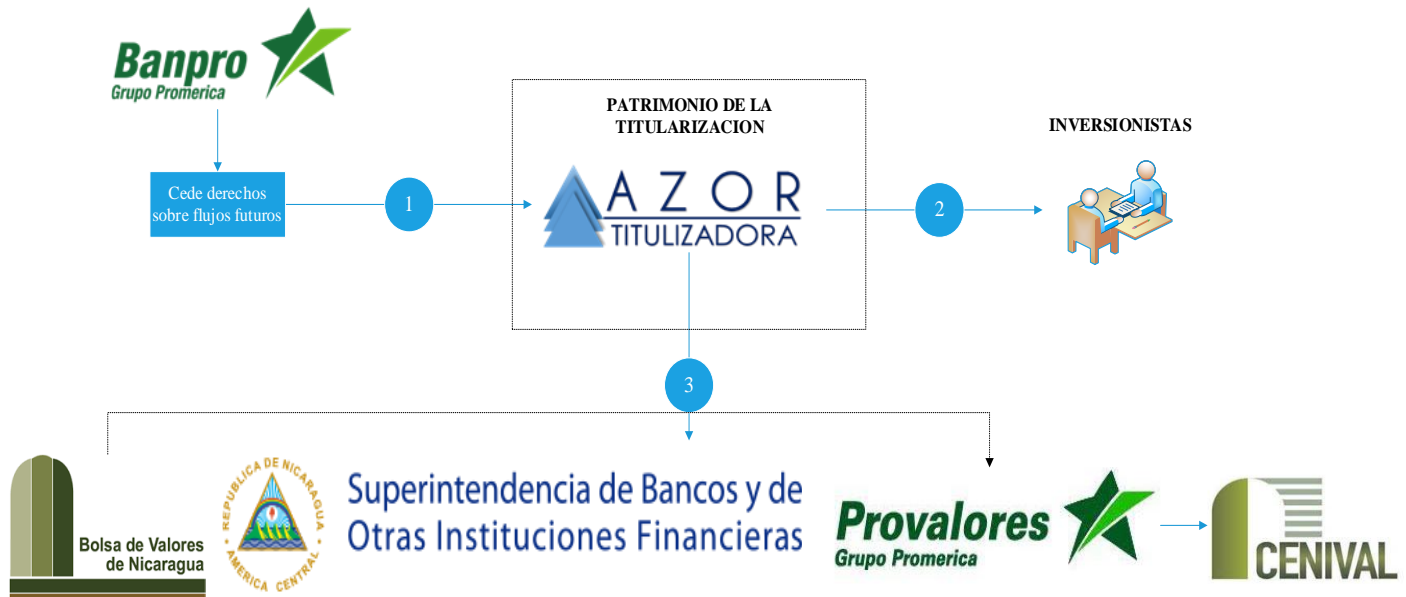 Banpro
Grupo Promerica
PATRIMONIO DE LA
TITULARIZACION
INVERSIONISTAS
Cede derechos
sobre flujos futuros
1
AZOR
TITULIZADORA
2
3
Bolsa de Valores
de Nicaragua
REPUBLICA DE NICARAGUA
AMERICA CENTRAL
Superintendencia de Bancos y de
Otras Instituciones Financieras
Provalores
Grupo Promerica
CENIVAL